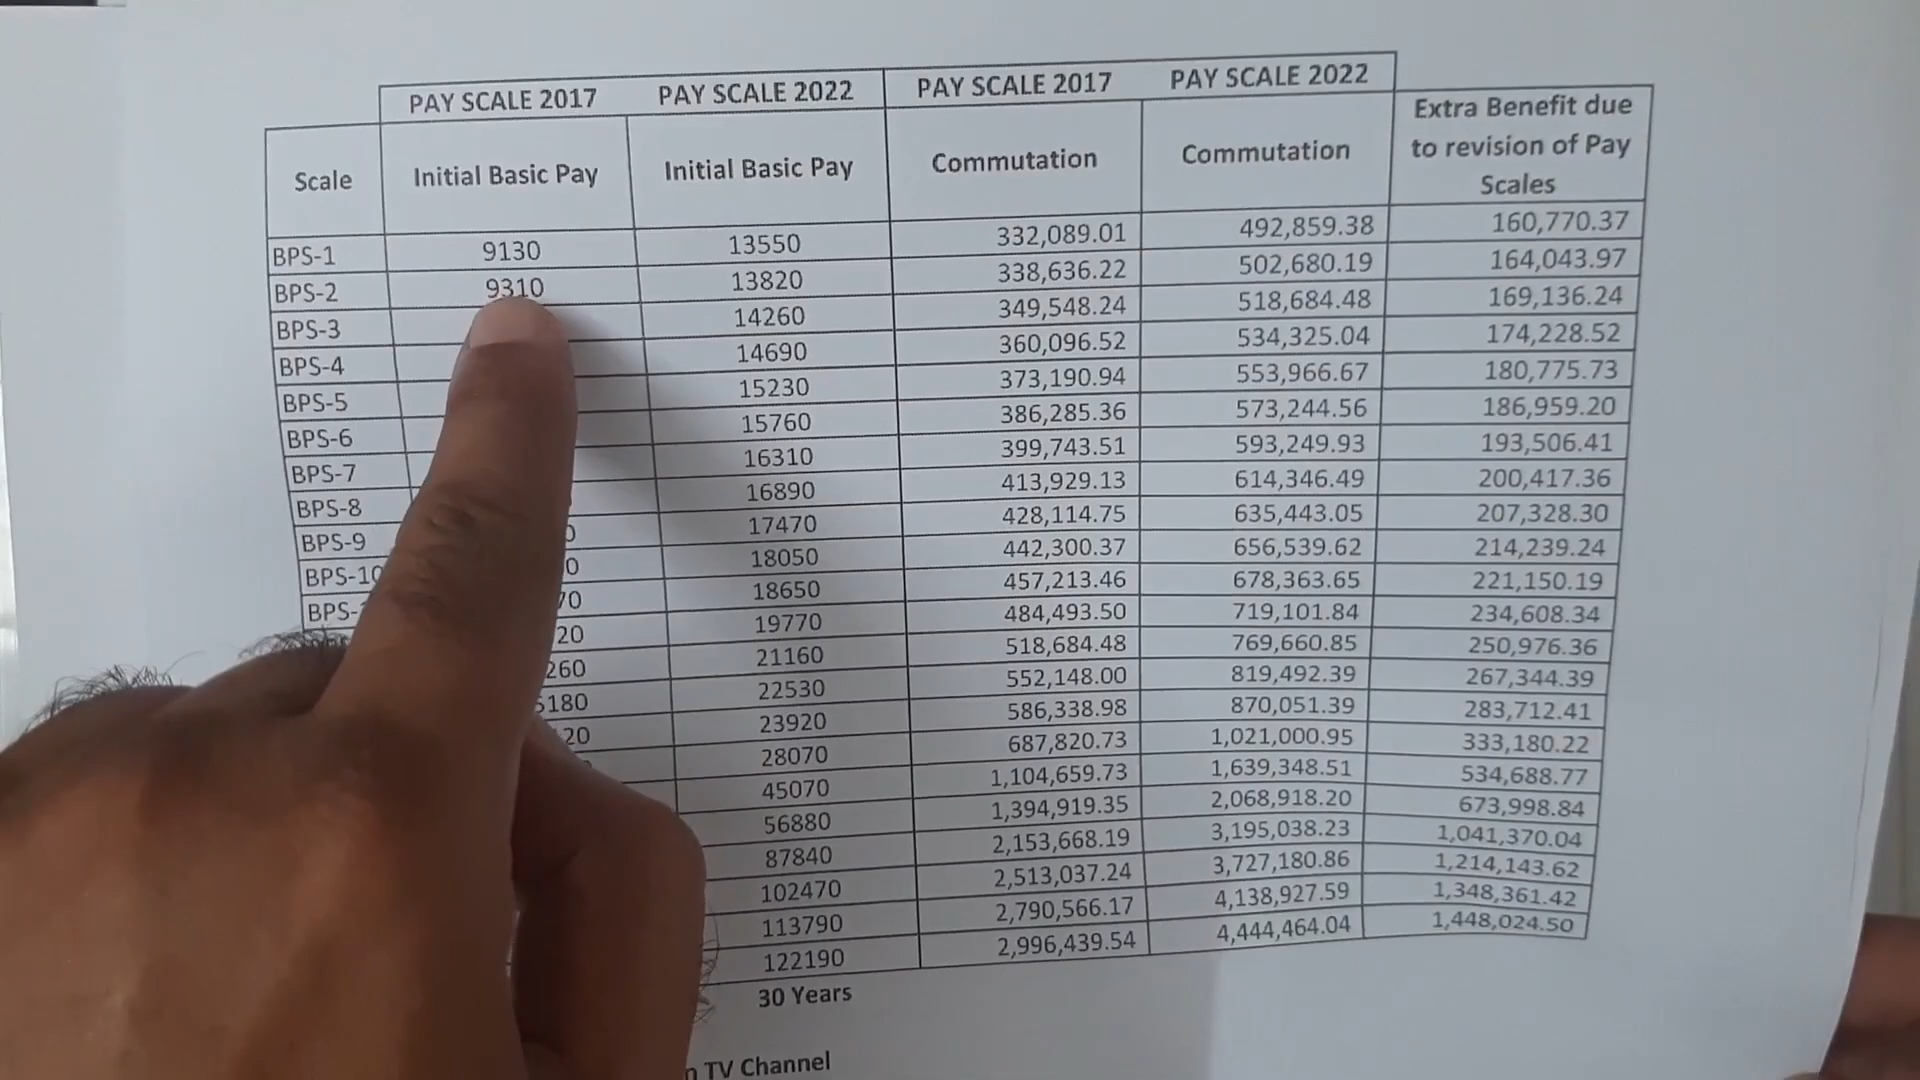 PAY SCALE 2017 PAY SCALE 2022 PAY SCALE 2017 PAY SCALE 2022
Scale Initial Basic Pay Initial Basic Pay Commutation Commutation Extra Benefit due to revision of Pay Scales
BPS-1 9130 13550 332,089.01 492,859.38 160,770.37
BPS-2 9310 13820 338,636.22 502,680.19 164,043.97
BPS-3 14260 349,548.24 518,684.48 169,136.24
BPS-4 14690 360,096.52 534,325.04 174,228.52
BPS-5 15230 373,190.94 553,966.67 180,775.73
BPS-6 15760 386,285.36 573,244.56 186,959.20
BPS-7 16310 399,743.51 593,249.93 193,506.41
BPS-8 16890 413,929.13 614,346.49 200,417.36
BPS-9 17470 428,114.75 635,443.05 207,328.30
BPS-10 18050 442,300.37 656,539.62 214,239.24
18650 457,213.46 678,363.65 221,150.19
19770 484,493.50 719,101.84 234,608.34
21160 518,684.48 769,660.85 250,976.36
22530 552,148.00 819,492.39 267,344.39
23920 586,338.98 870,051.39 283,712.41
28070 687,820.73 1,021,000.95 333,180.22
45070 1,104,659.73 1,639,348.51 534,688.77
56880 1,394,919.35 2,068,918.20 673,998.84
87840 2,153,668.19 3,195,038.23 1,041,370.04
102470 2,513,037.24 3,727,180.86 1,214,143.62
113790 2,790,566.17 4,138,927.59 1,348,361.42
122190 2,996,439.54 4,444,464.04 1,448,024.50
30 Years
TV Channel